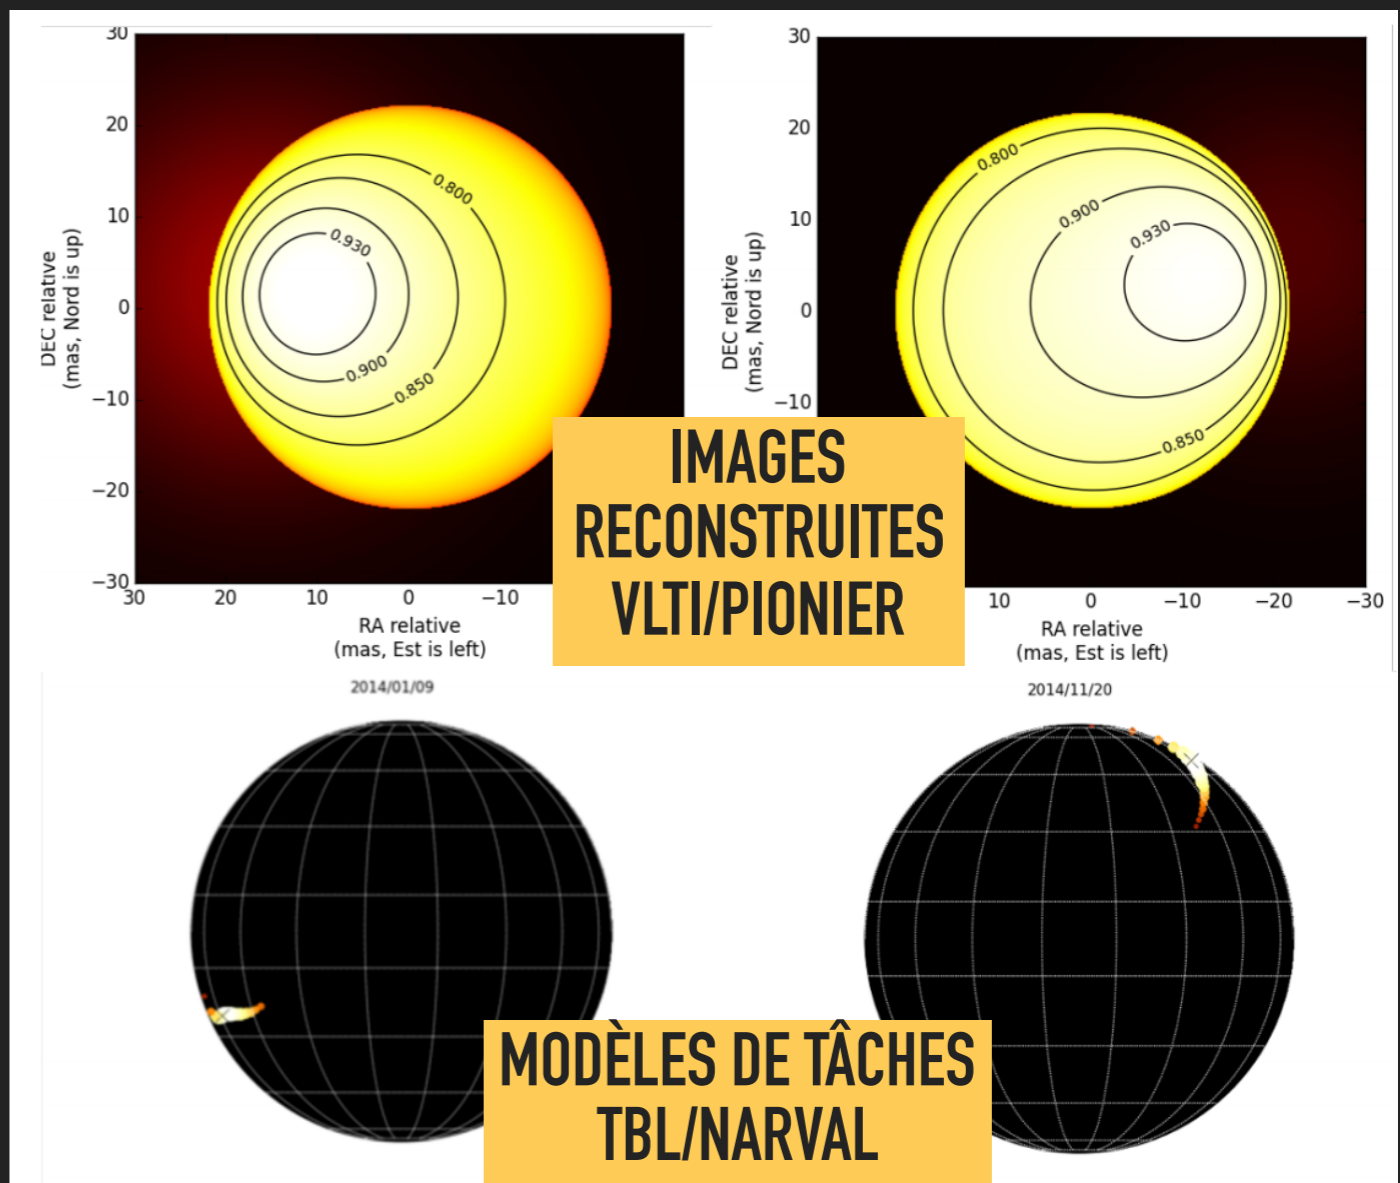 30
20
10
0
−10
−20
−30
30
20
10
0
−10
DEC relative
(mas, Nord is up)
RA relative
(mas, Est is left)
0.800
0.930
0.900
0.850
30
20
10
0
−10
10
0
−10
−20
−30
DEC relative
(mas, Nord is up)
RA relative
(mas, Est is left)
0.800
0.900
0.930
0.850
IMAGES
RECONSTRUITES
VLTI/PIONIER
2014/01/09
2014/11/20
MODÈLES DE TÂCHES
TBL/NARVAL